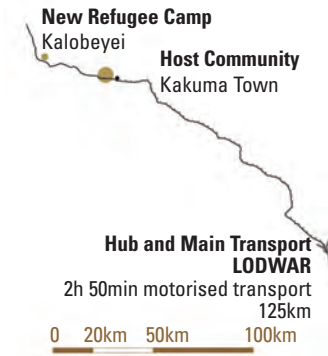 New Refugee Camp
Kalobeyei
Host Community
Kakuma Town
Hub and Main Transport
LODWAR
2h 50min motorised transport
125km
0 20km 50km 100km